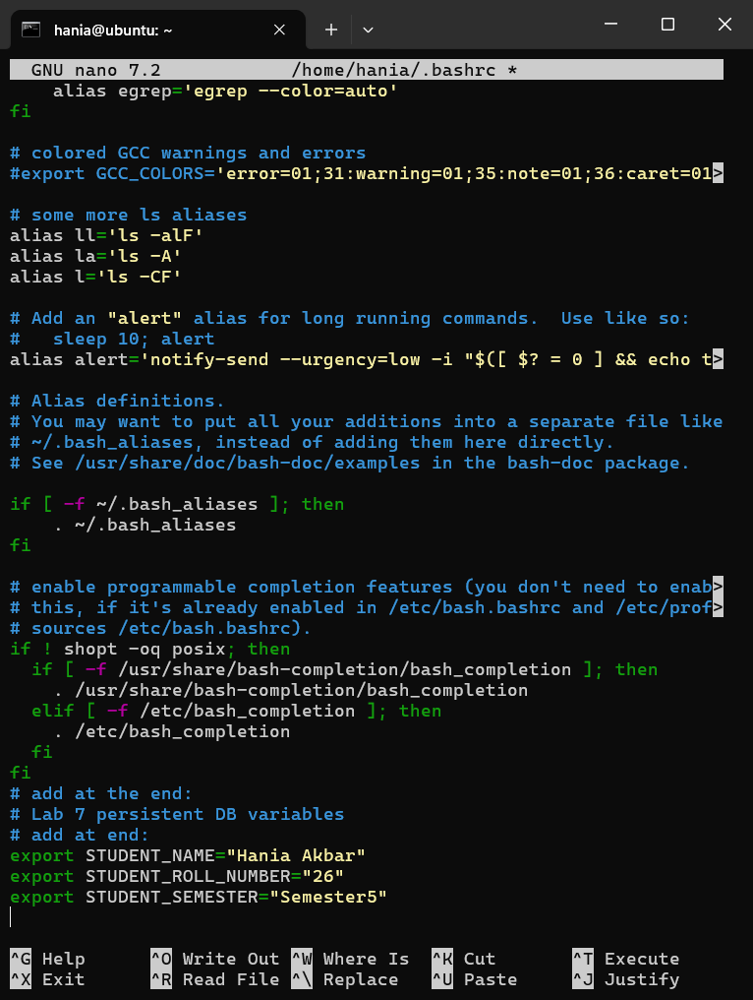 hania@ubuntu: ~
GNU nano 7.2 /home/hania/.bashrc *
    alias egrep='egrep --color=auto'
fi

# colored GCC warnings and errors
#export GCC_COLORS='error=01;31:warning=01;35:note=01;36:caret=01>

# some more ls aliases
alias ll='ls -alF'
alias la='ls -A'
alias l='ls -CF'

# Add an "alert" alias for long running commands.  Use like so:
#   sleep 10; alert
alias alert='notify-send --urgency=low -i "$([ $? = 0 ] && echo t>

# Alias definitions.
# You may want to put all your additions into a separate file like
# ~/.bash_aliases, instead of adding them here directly.
# See /usr/share/doc/bash-doc/examples in the bash-doc package.

if [ -f ~/.bash_aliases ]; then
    . ~/.bash_aliases
fi

# enable programmable completion features (you don't need to enab>
# this, if it's already enabled in /etc/bash.bashrc and /etc/prof>
# sources /etc/bash.bashrc).
if ! shopt -oq posix; then
  if [ -f /usr/share/bash-completion/bash_completion ]; then
    . /usr/share/bash-completion/bash_completion
  elif [ -f /etc/bash_completion ]; then
    . /etc/bash_completion
  fi
fi
# add at the end:
# Lab 7 persistent DB variables
# add at end:
export STUDENT_NAME="Hania Akbar"
export STUDENT_ROLL_NUMBER="26"
export STUDENT_SEMESTER="Semester5"

^G Help ^O Write Out ^W Where Is ^K Cut ^T Execute
^X Exit ^R Read File ^\ Replace ^U Paste ^J Justify